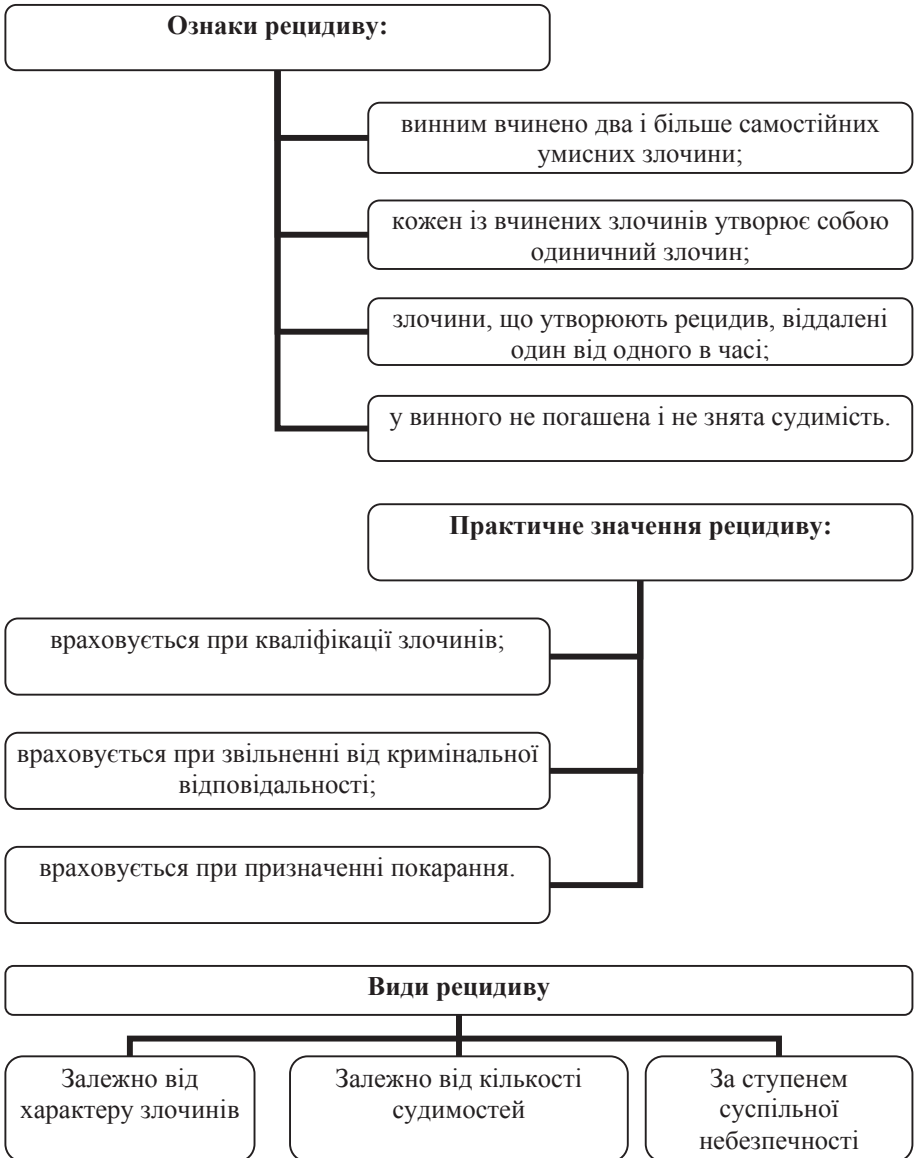 Ознаки рецидиву:
винним вчинено два і більше самостійних
умисних злочини;
кожен із вчинених злочинів утворює собою
одиничний злочин;
злочини, що утворюють рецидив, віддалені
один від одного в часі;
у винного не погашена і не знята судимість.
Практичне значення рецидиву:
враховується при кваліфікації злочинів;
враховується при звільненні від кримінальної
відповідальності;
враховується при призначенні покарання.
Види рецидиву
Залежно від
характеру злочинів
Залежно від кількості
судимостей
За ступенем
суспільної
небезпечності